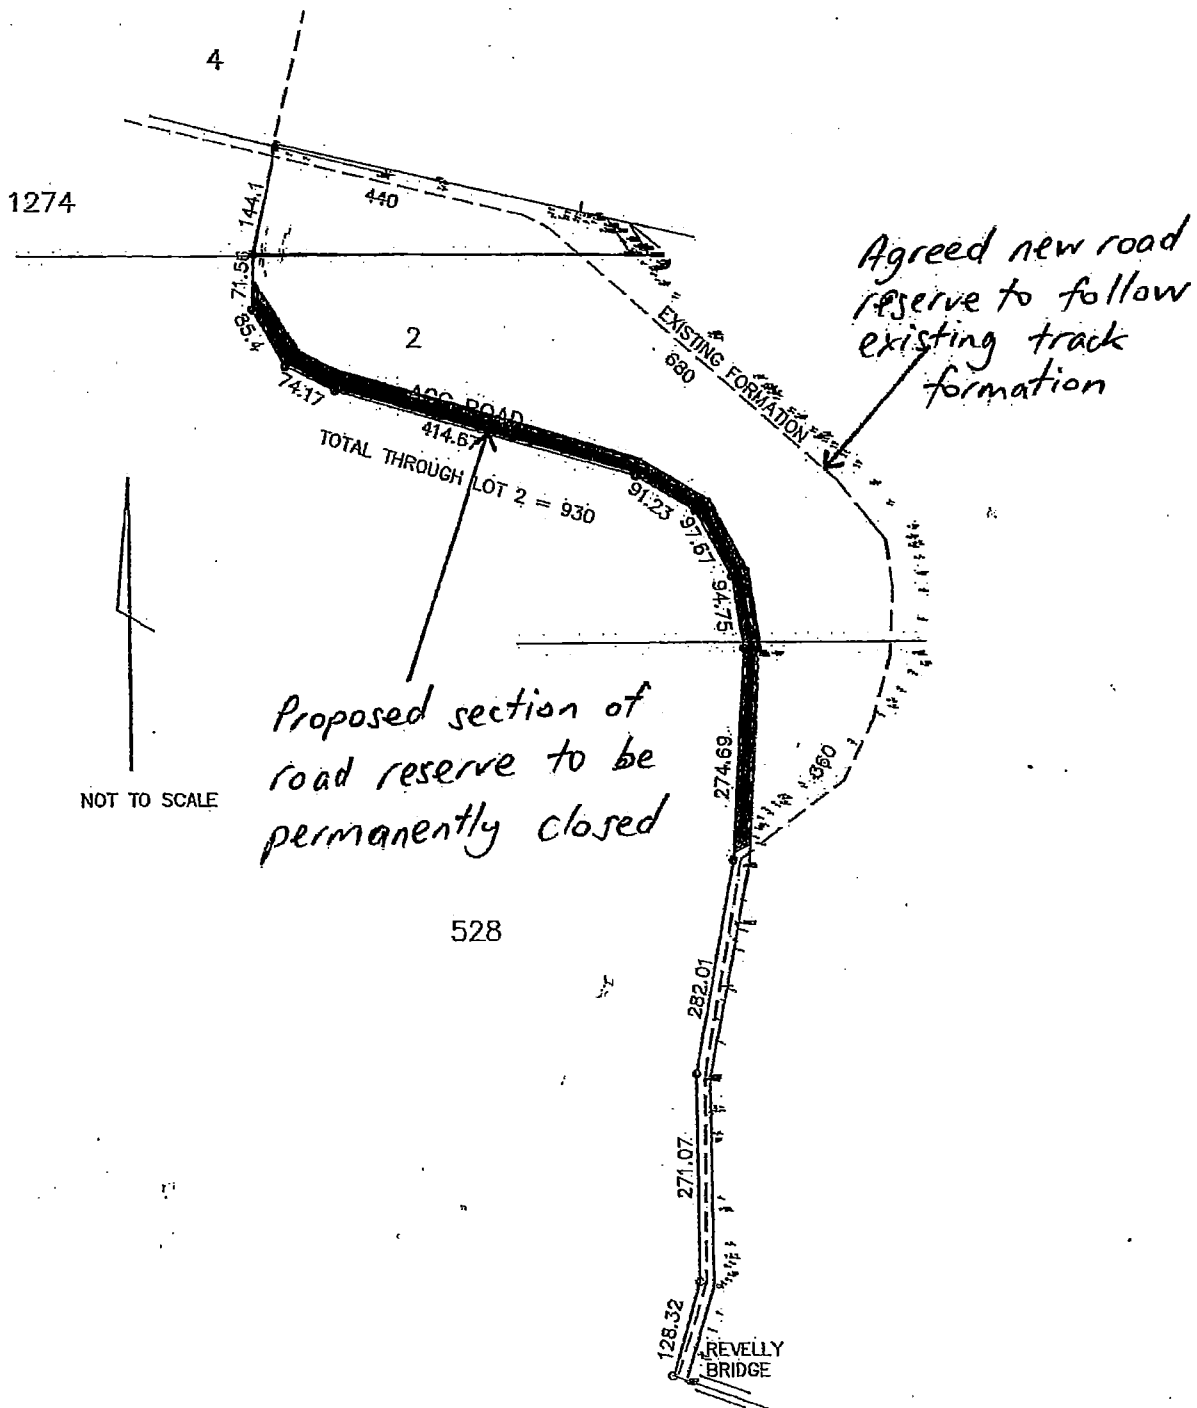 4
1274
144.1
440
71.56
85.4
2
EXISTING FORMATION
680
Agreed new road
reserve to follow
existing track
formation
74.17
ACC ROAD
414.67
TOTAL THROUGH LOT 2 = 930
91.23
97.67
94.75
Proposed section of
road reserve to be
permanently closed
274.69
360
NOT TO SCALE
528
282.01
271.07
128.32
REVELLY
BRIDGE